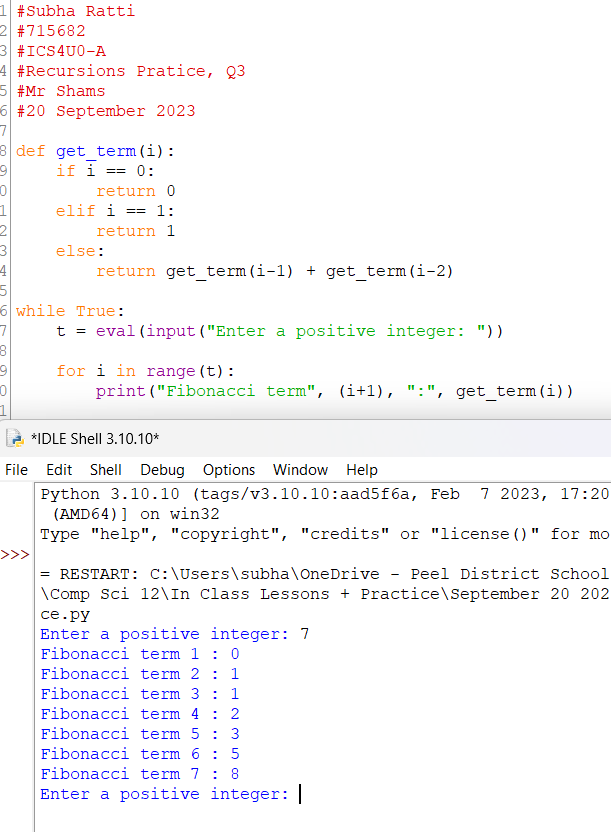 1 #Subha Ratti
2 #715682
3 #ICS4U0-A
4 #Recursions Pratice, Q3
5 #Mr Shams
6 #20 September 2023
7
8 def get_term(i):
9     if i == 0:
0         return 0
1     elif i == 1:
2         return 1
3     else:
4         return get_term(i-1) + get_term(i-2)
5
6 while True:
7     t = eval(input("Enter a positive integer: "))
8
9     for i in range(t):
0         print("Fibonacci term", (i+1), ":", get_term(i))
1
*IDLE Shell 3.10.10*
File Edit Shell Debug Options Window Help
Python 3.10.10 (tags/v3.10.10:aad5f6a, Feb  7 2023, 17:20
 (AMD64)] on win32
Type "help", "copyright", "credits" or "license()" for mo
>>>
= RESTART: C:\Users\subha\OneDrive - Peel District School
\Comp Sci 12\In Class Lessons + Practice\September 20 202
ce.py
Enter a positive integer: 7
Fibonacci term 1 : 0
Fibonacci term 2 : 1
Fibonacci term 3 : 1
Fibonacci term 4 : 2
Fibonacci term 5 : 3
Fibonacci term 6 : 5
Fibonacci term 7 : 8
Enter a positive integer: